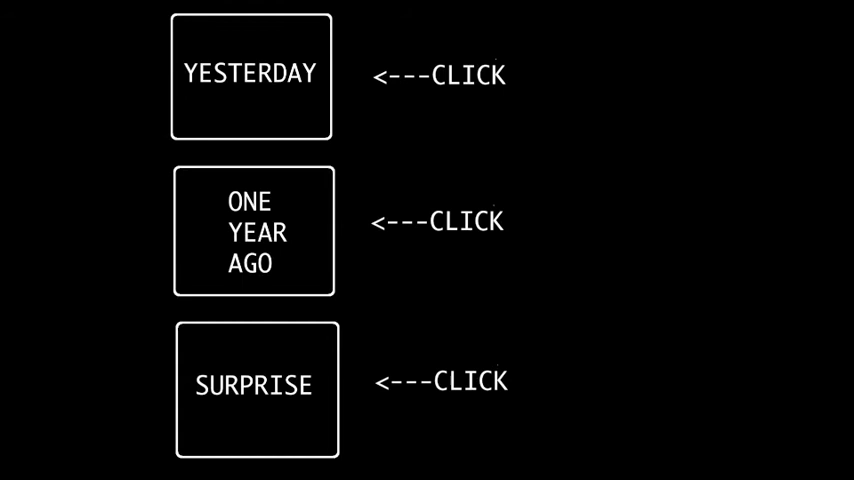 YESTERDAY <---CLICK
ONE
YEAR
AGO
<---CLICK
SURPRISE <---CLICK